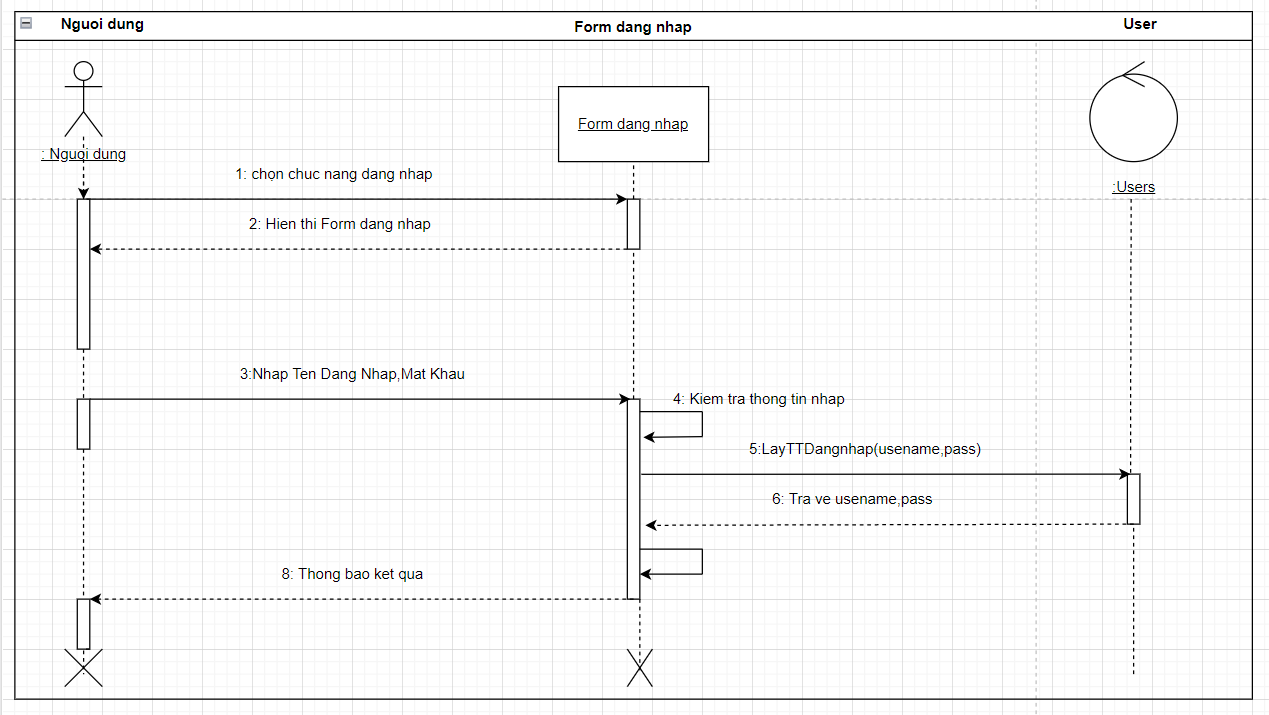 Nguoi dung
Form dang nhap
User
Form dang nhap
: Nguoi dung
1: chọn chuc nang dang nhap
:Users
2: Hien thi Form dang nhap
3:Nhap Ten Dang Nhap,Mat Khau
4: Kiem tra thong tin nhap
5:LayTTDangnhap(usename,pass)
6: Tra ve usename,pass
8: Thong bao ket qua